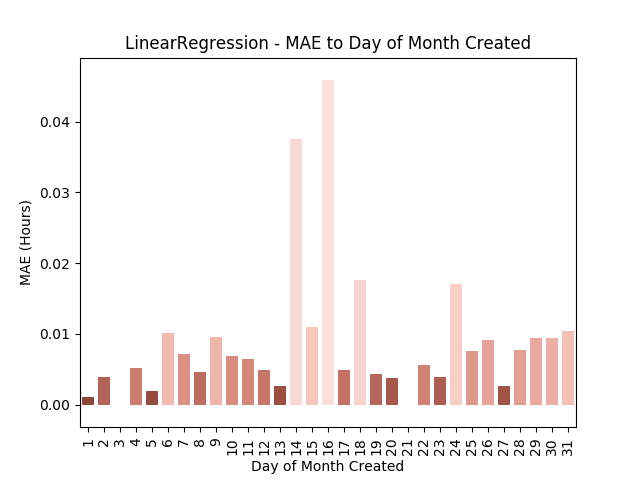 LinearRegression - MAE to Day of Month Created
MAE (Hours)
0.04
0.03
0.02
0.01
0.00
1 2 3 4 5 6 7 8 9 10 11 12 13 14 15 16 17 18 19 20 21 22 23 24 25 26 27 28 29 30 31
Day of Month Created